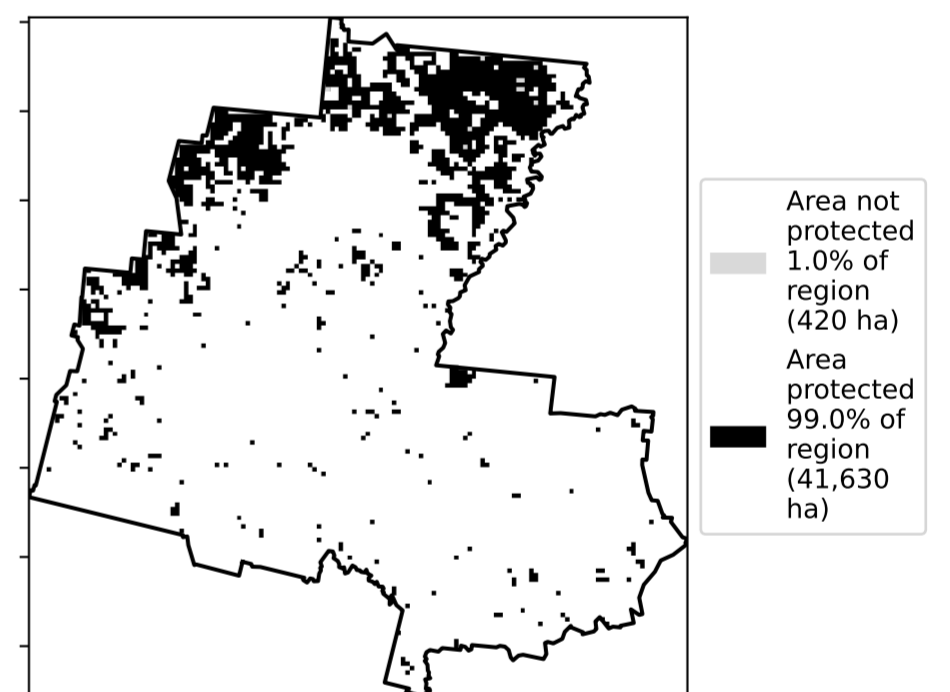 Area not
protected
1.0% of
region
(420 ha)
Area
protected
99.0% of
region
(41,630
ha)